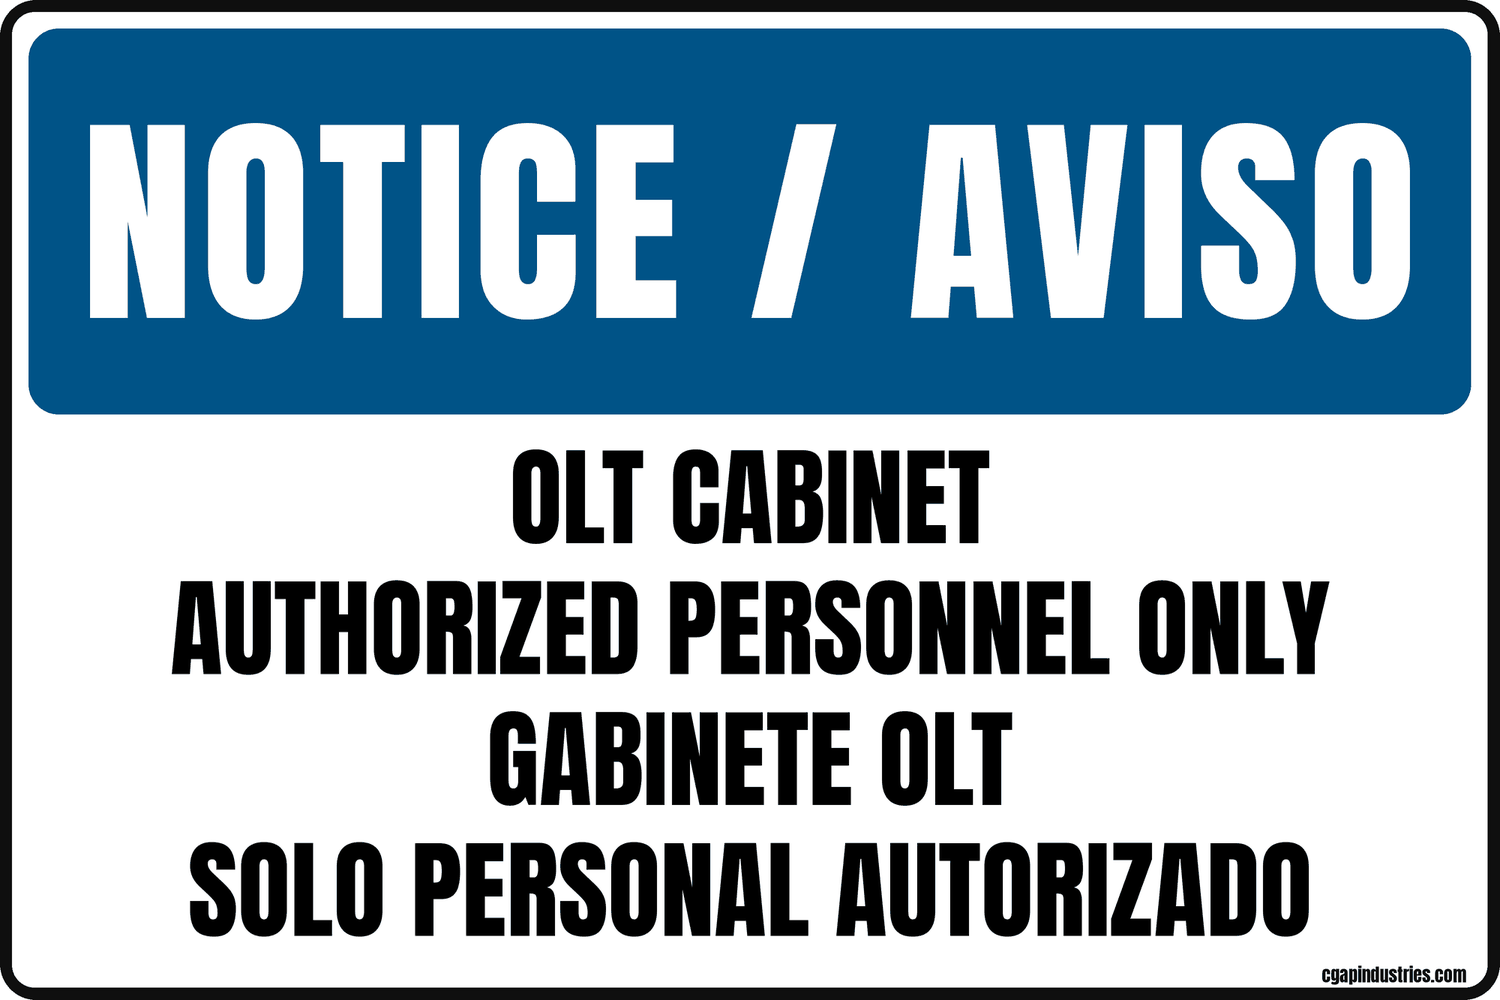 NOTICE / AVISO
OLT CABINET
AUTHORIZED PERSONNEL ONLY
GABINETE OLT
SOLO PERSONAL AUTORIZADO
cgapindustries.com